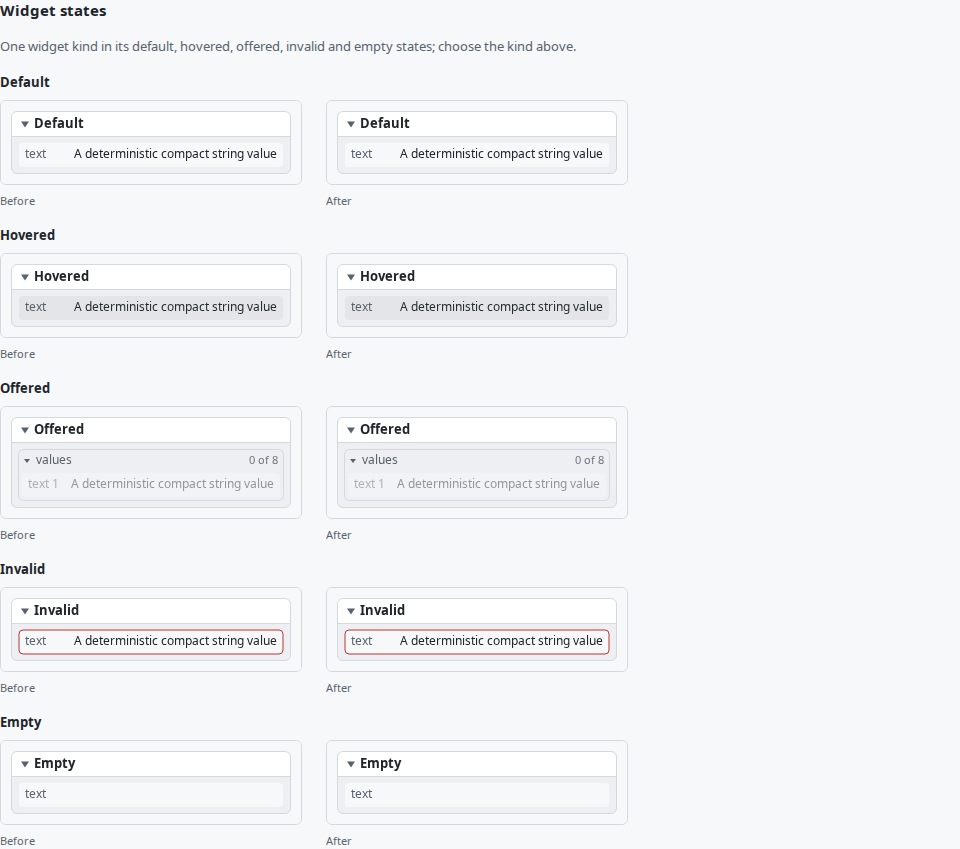 Widget states
One widget kind in its default, hovered, offered, invalid and empty states; choose the kind above.
Default
Default
text A deterministic compact string value
Before
Default
text A deterministic compact string value
After
Hovered
Hovered
text A deterministic compact string value
Before
Hovered
text A deterministic compact string value
After
Offered
Offered
values 0 of 8
text 1 A deterministic compact string value
Before
Offered
values 0 of 8
text 1 A deterministic compact string value
After
Invalid
Invalid
text A deterministic compact string value
Before
Invalid
text A deterministic compact string value
After
Empty
Empty
text
Before
Empty
text
After